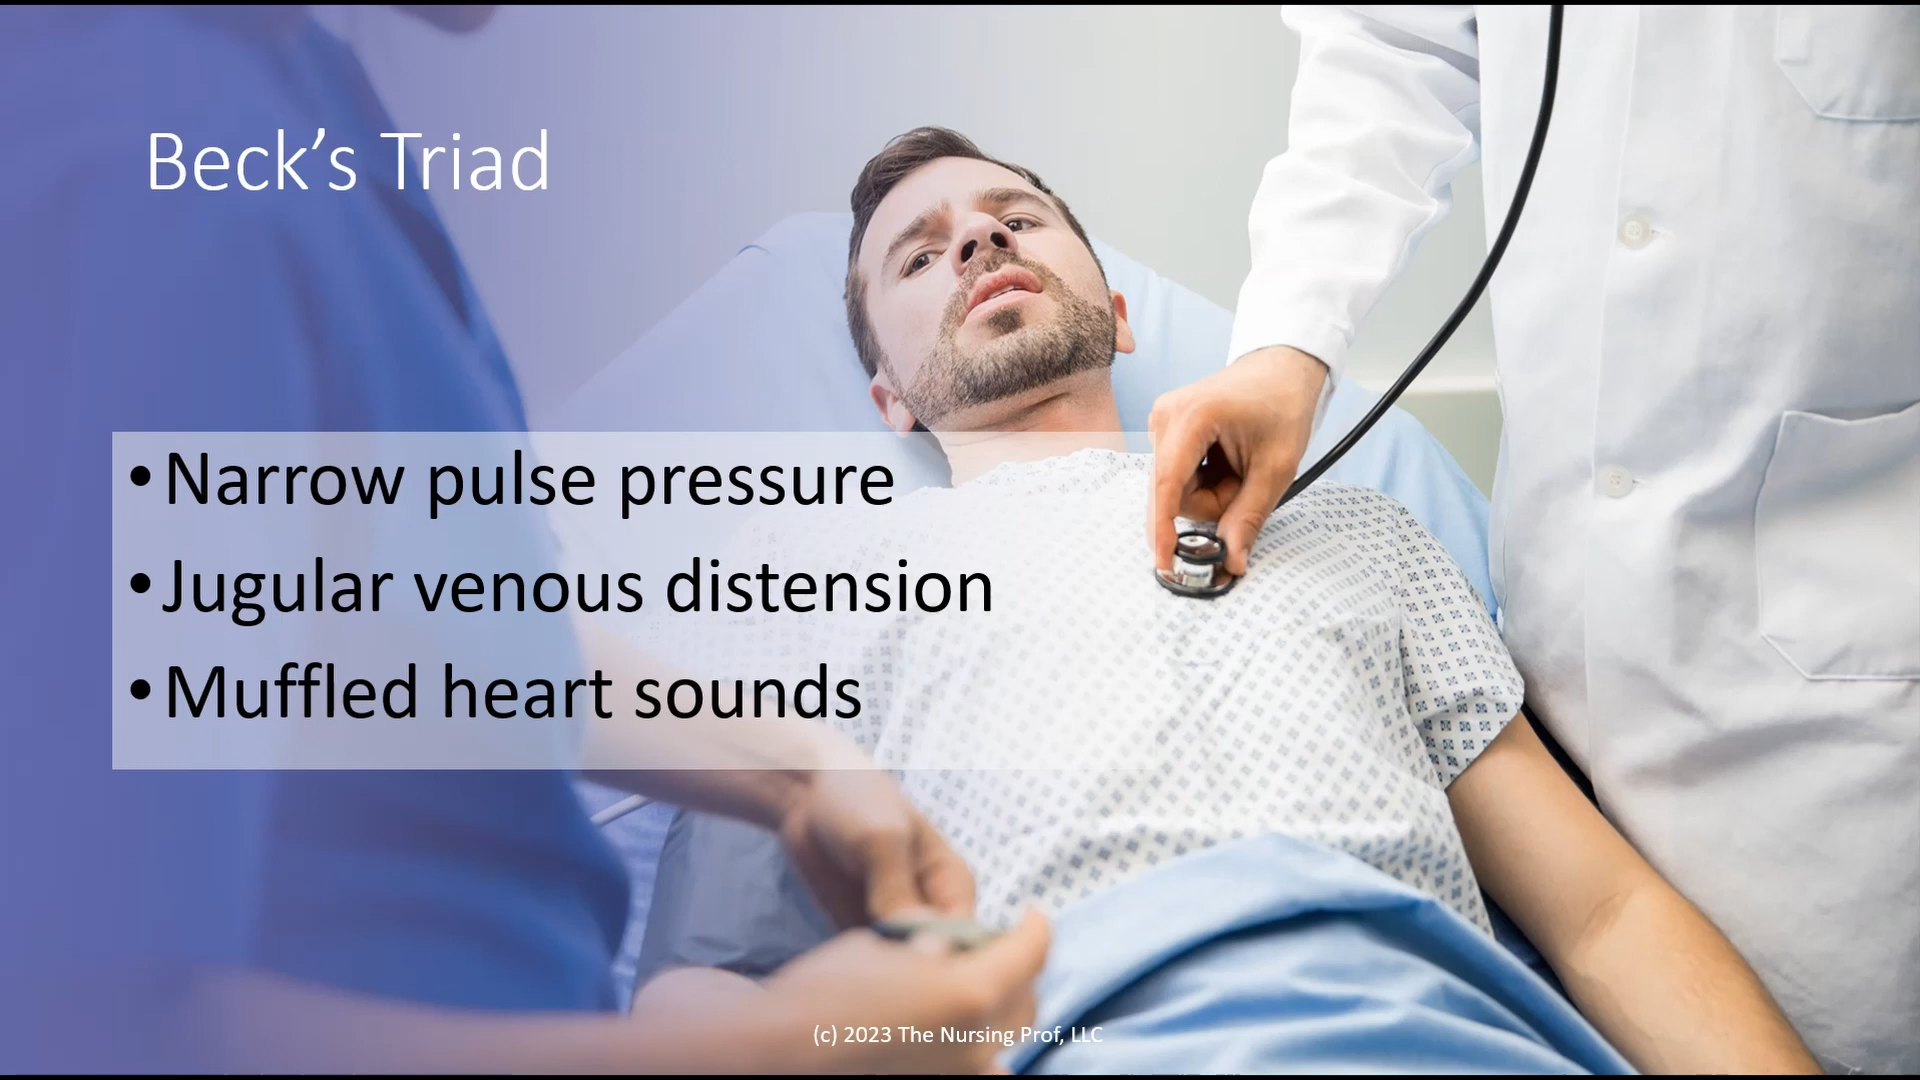 Beck’s Triad
•Narrow pulse pressure
•Jugular venous distension
•Muffled heart sounds
(c) 2023 The Nursing Prof, LLC